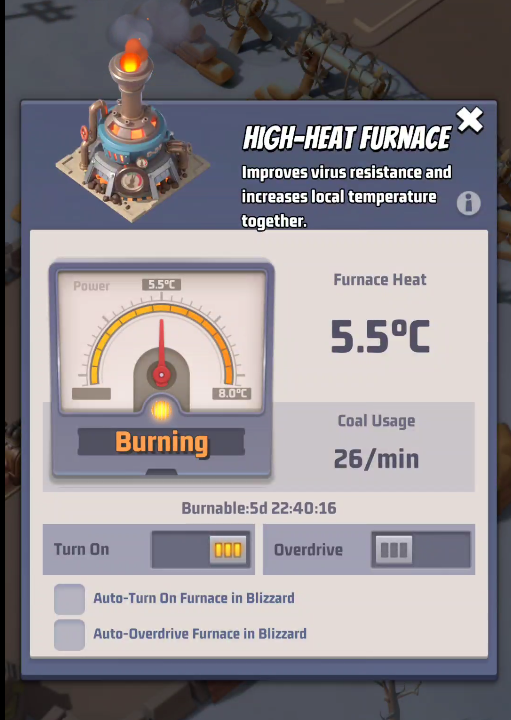 HIGH-HEAT FURNACE
Improves virus resistance and
increases local temperature
together.
Power
5.5°C
8.0°C
Burning
Furnace Heat
5.5°C
Coal Usage
26/min
Burnable:5d 22:40:16
Turn On
Overdrive
Auto-Turn On Furnace in Blizzard
Auto-Overdrive Furnace in Blizzard